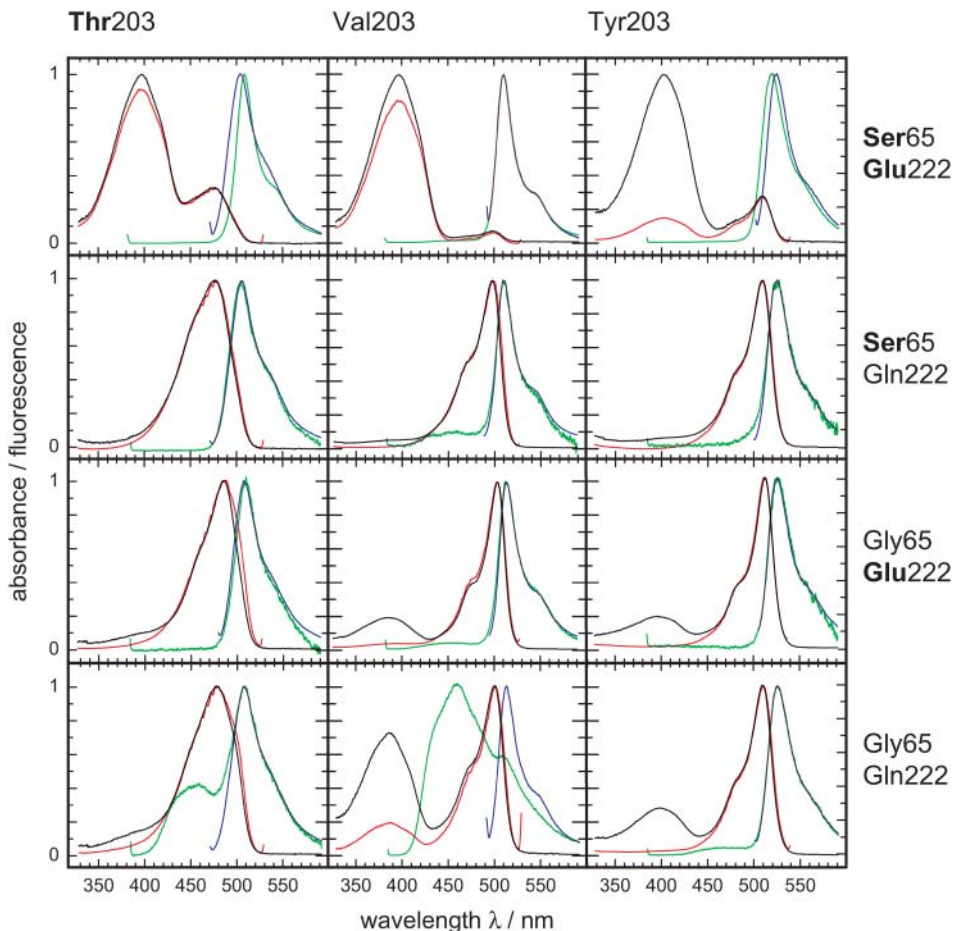 Thr203 Val203 Tyr203
1
0
Ser65
Glu222
1
0
Ser65
Gln222
1
0
Gly65
Glu222
1
0
Gly65
Gln222
absorbance / fluorescence
350 400 450 500 550 350 400 450 500 550 350 400 450 500 550
wavelength λ / nm